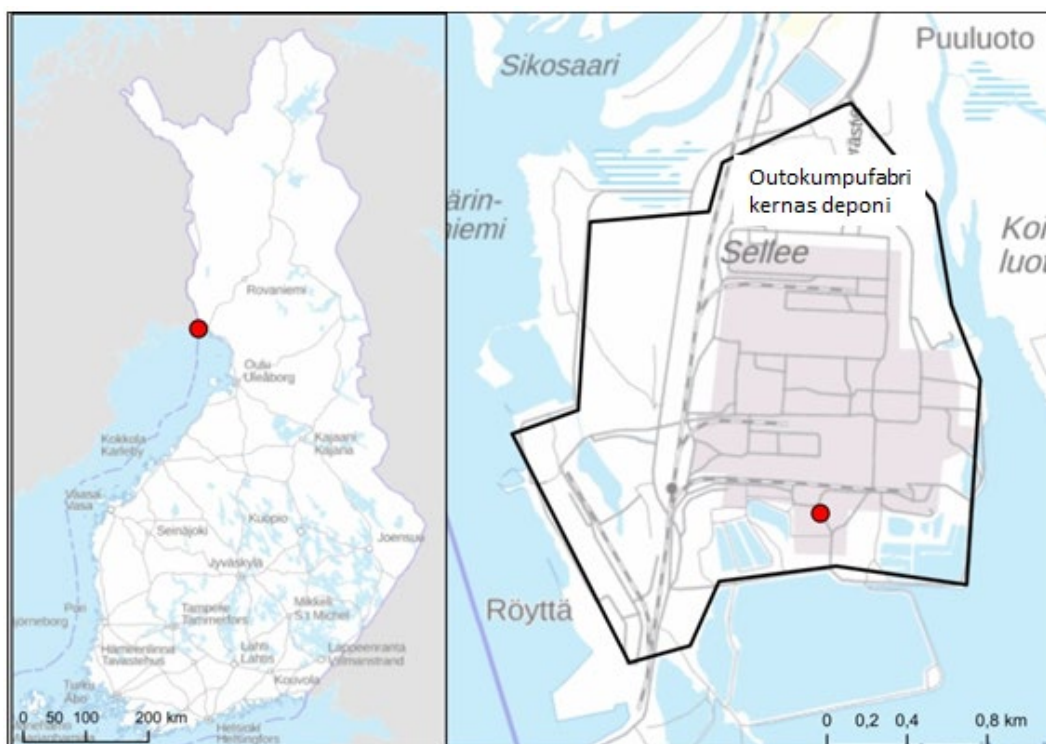 Rovaniemi
Oulu
Uleåborg
Kokkola
Karleby
Kajaani
Kajana
Vaasa
Vasa
Seinäjoki
Kuopio
Joensuu
Jyväskylä
Pori
jorneborg
Tampere
Tammerfors
Mikkeli
S:t Michel
Hämeenlinna
Tavastehus
Lahti
Lahtis
Lappeenranta
Villmanstrand
Kouvola
Turku
Åbo
Helsinki
Helsingfors
0 50 100 200 km
Sikosaari
Puuluoto
Outokumpufabri
kernas deponi
ärin-
niemi
Sellee
Koi
luot
Röyttä
0 0,2 0,4 0,8 km